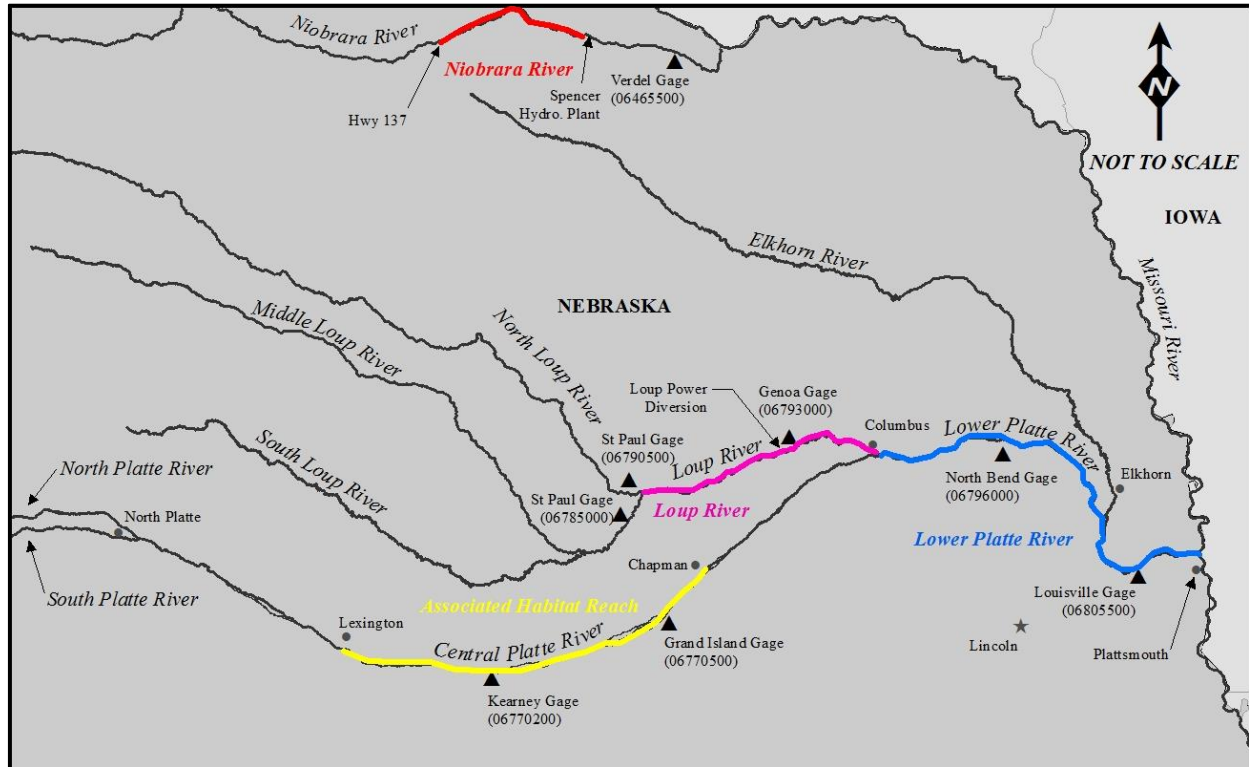 Niobrara River
Niobrara River
Hwy 137
Spencer
Hydro. Plant
Verdel Gage
(06465500)
N
NOT TO SCALE
IOWA
Missouri River
Elkhorn River
NEBRASKA
Middle Loup River
North Loup River
South Loup River
Loup Power
Diversion
Genoa Gage
(06793000)
Columbus
Lower Platte River
St Paul Gage
(06790500)
Loup River
Loup River
St Paul Gage
(06785000)
North Bend Gage
(06796000)
Elkhorn
Lower Platte River
North Platte River
North Platte
South Platte River
Chapman
Associated Habitat Reach
Lexington
Central Platte River
Grand Island Gage
(06770500)
Kearney Gage
(06770200)
Louisville Gage
(06805500)
Lincoln
Plattsmouth